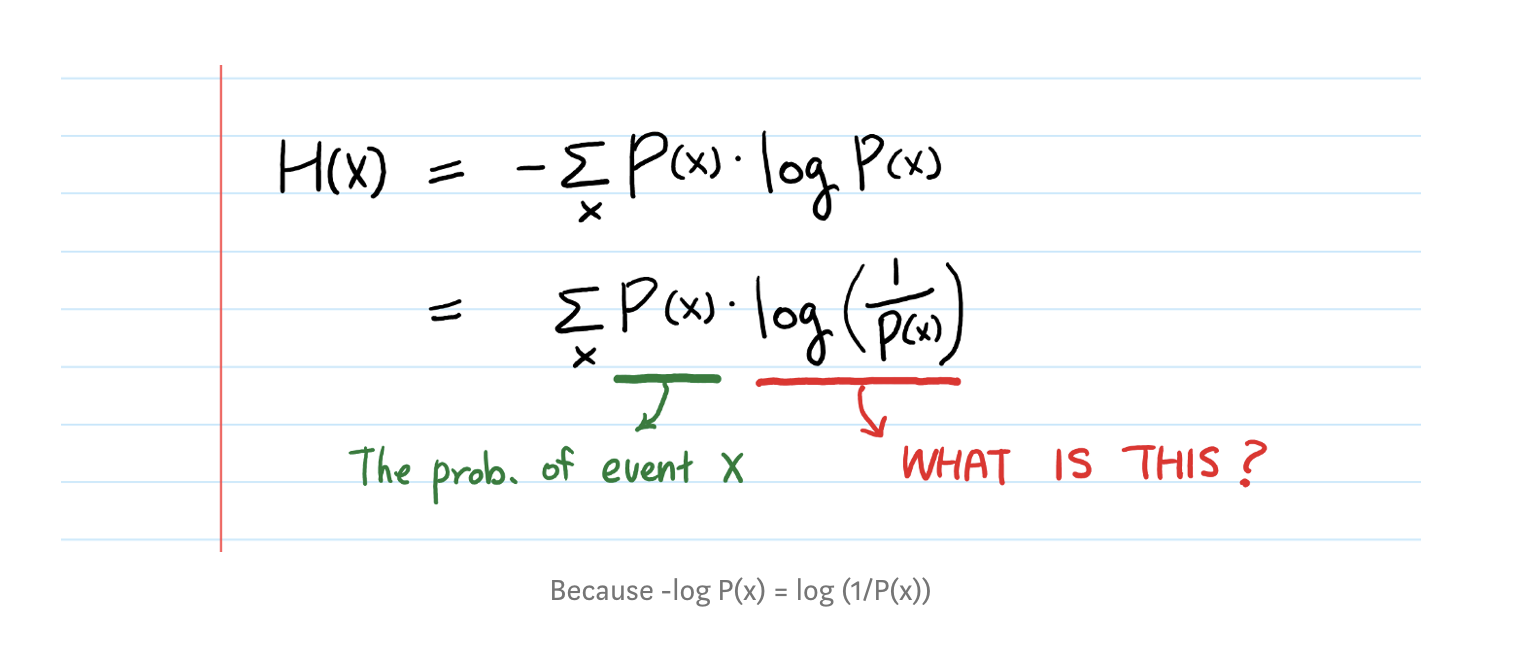 H(X) = -∑ P(x) · log P(x)
x
= ∑ P(x) · log(1/P(x))
x
The prob. of event X
WHAT IS THIS?
Because -log P(x) = log (1/P(x))